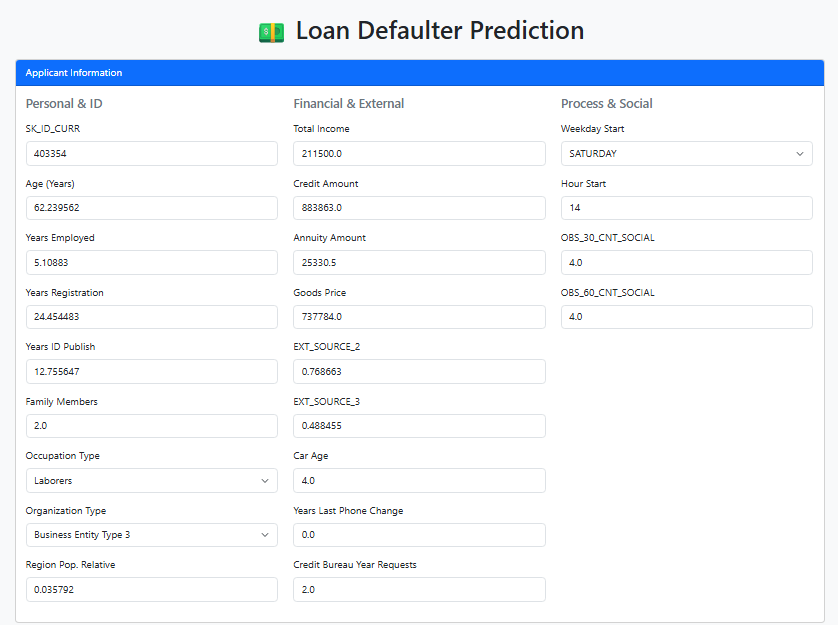 Loan Defaulter Prediction
Applicant Information
Personal & ID
SK_ID_CURR
403354
Age (Years)
62.239562
Years Employed
5.10883
Years Registration
24.454483
Years ID Publish
12.755647
Family Members
2.0
Occupation Type
Laborers
Organization Type
Business Entity Type 3
Region Pop. Relative
0.035792
Financial & External
Total Income
211500.0
Credit Amount
883863.0
Annuity Amount
25330.5
Goods Price
737784.0
EXT_SOURCE_2
0.768663
EXT_SOURCE_3
0.488455
Car Age
4.0
Years Last Phone Change
0.0
Credit Bureau Year Requests
2.0
Process & Social
Weekday Start
SATURDAY
Hour Start
14
OBS_30_CNT_SOCIAL
4.0
OBS_60_CNT_SOCIAL
4.0